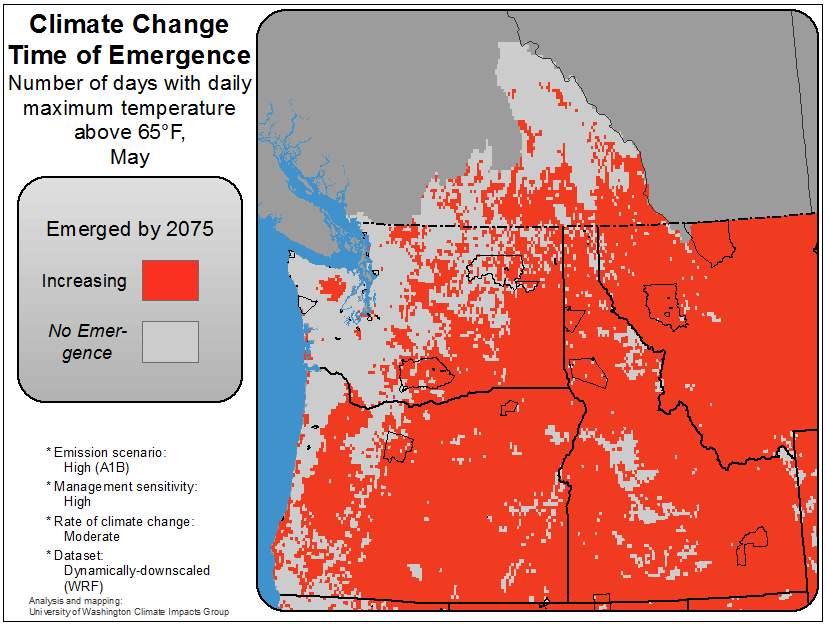 Climate Change
Time of Emergence
Number of days with daily
maximum temperature
above 65°F,
May
Emerged by 2075
Increasing
No Emer-
gence
* Emission scenario:
High (A1B)
* Management sensitivity:
High
* Rate of climate change:
Moderate
* Dataset:
Dynamically-downscaled
(WRF)
Analysis and mapping:
University of Washington Climate Impacts Group